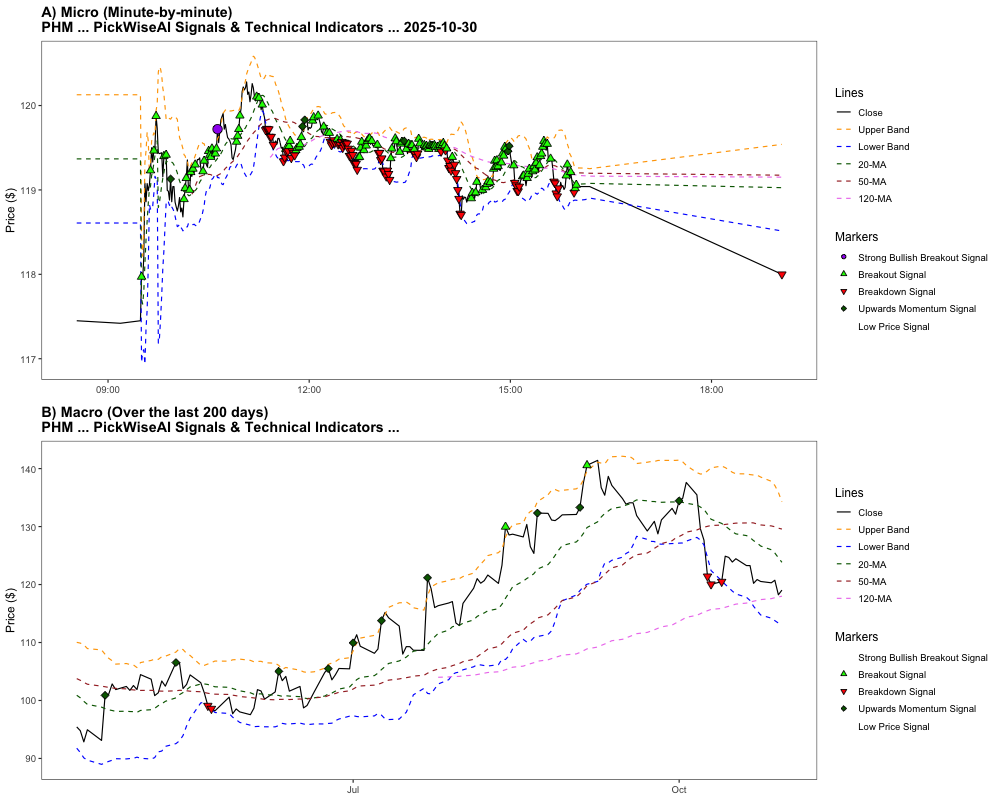 A) Micro (Minute-by-minute)
PHM ... PickWiseAI Signals & Technical Indicators ... 2025-10-30
Price ($)
120
119
118
117
09:00
12:00
15:00
18:00
Lines
Close
Upper Band
Lower Band
20-MA
50-MA
120-MA
Markers
Strong Bullish Breakout Signal
Breakout Signal
Breakdown Signal
Upwards Momentum Signal
Low Price Signal
B) Macro (Over the last 200 days)
PHM ... PickWiseAI Signals & Technical Indicators ...
Price ($)
140
130
120
110
100
90
Jul
Oct
Lines
Close
Upper Band
Lower Band
20-MA
50-MA
120-MA
Markers
Strong Bullish Breakout Signal
Breakout Signal
Breakdown Signal
Upwards Momentum Signal
Low Price Signal